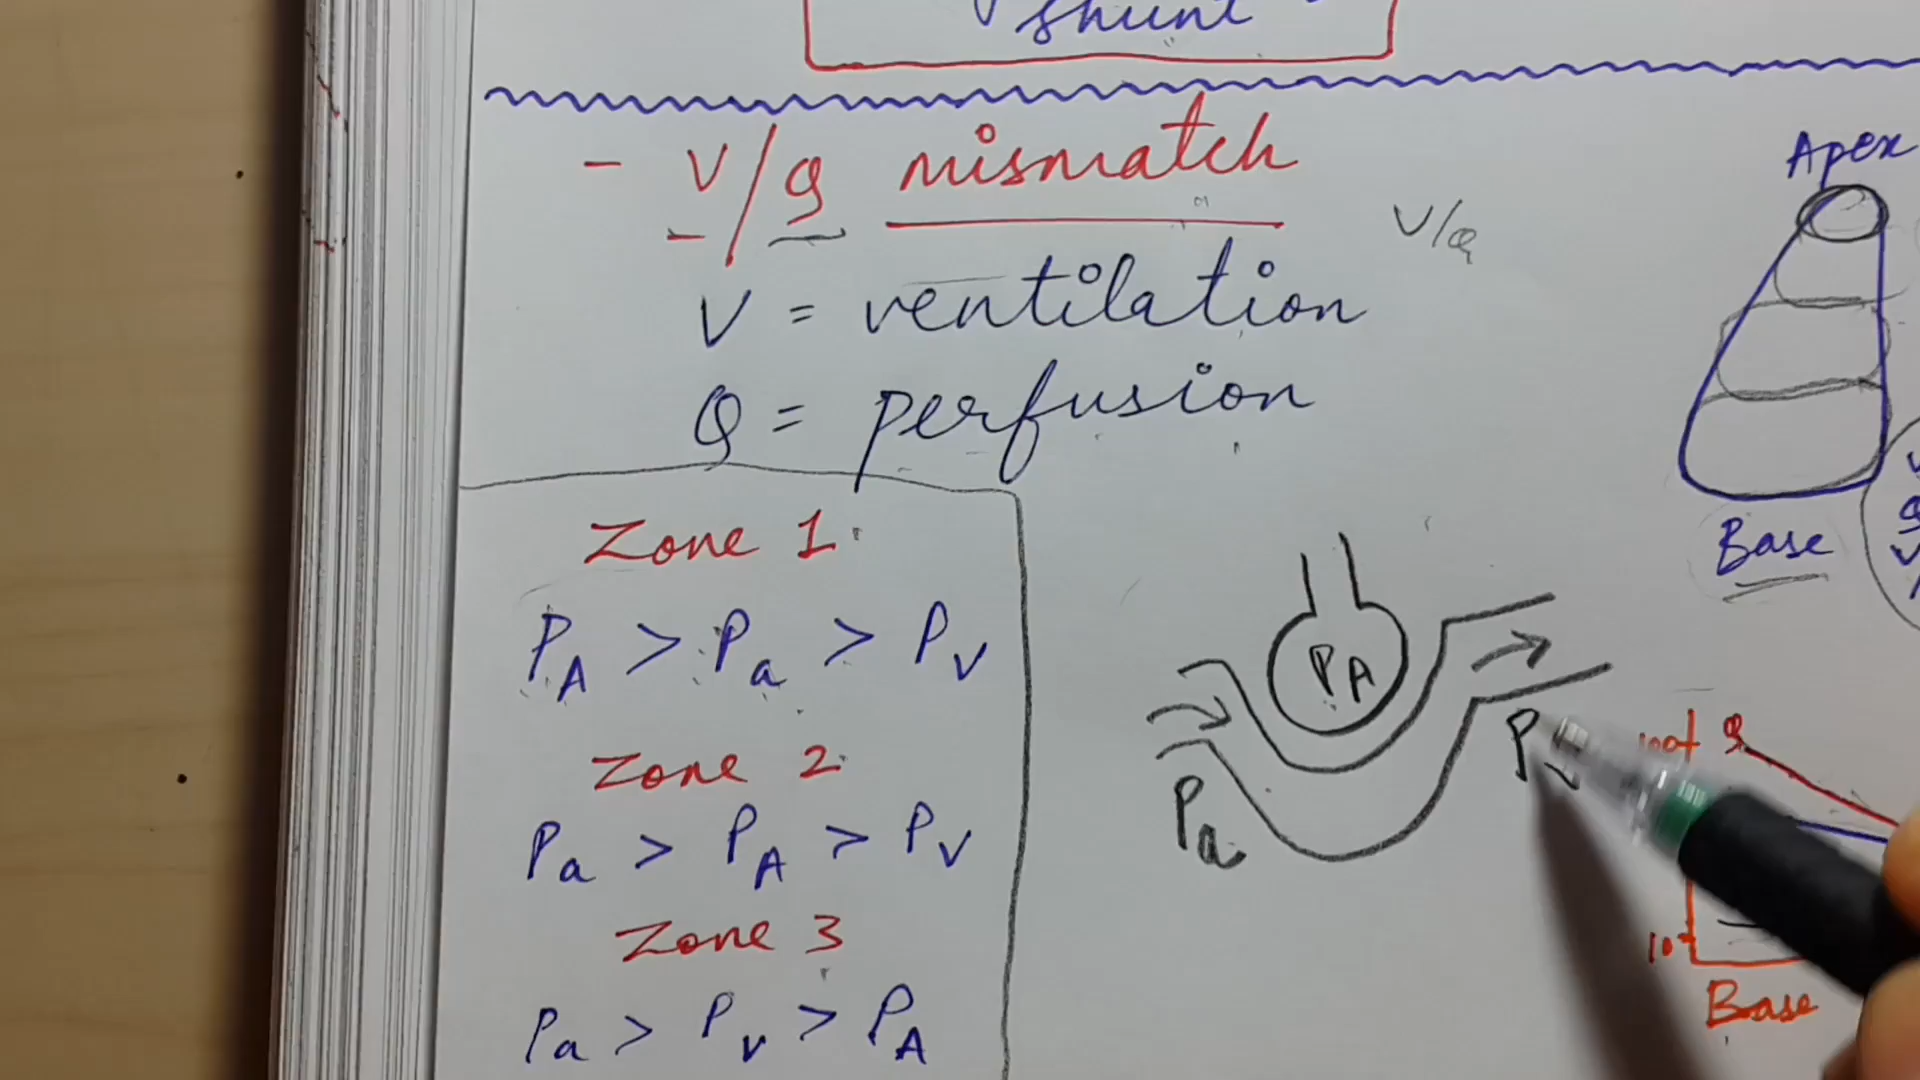 shunt
- V/Q mismatch
V/Q
Apex
V = ventilation
Q = perfusion
Base
Zone 1
PA > Pa > PV
PA
Pa
Zone 2
Pa > PA > PV
Zone 3
Pa > PV > PA
Q
10
Base